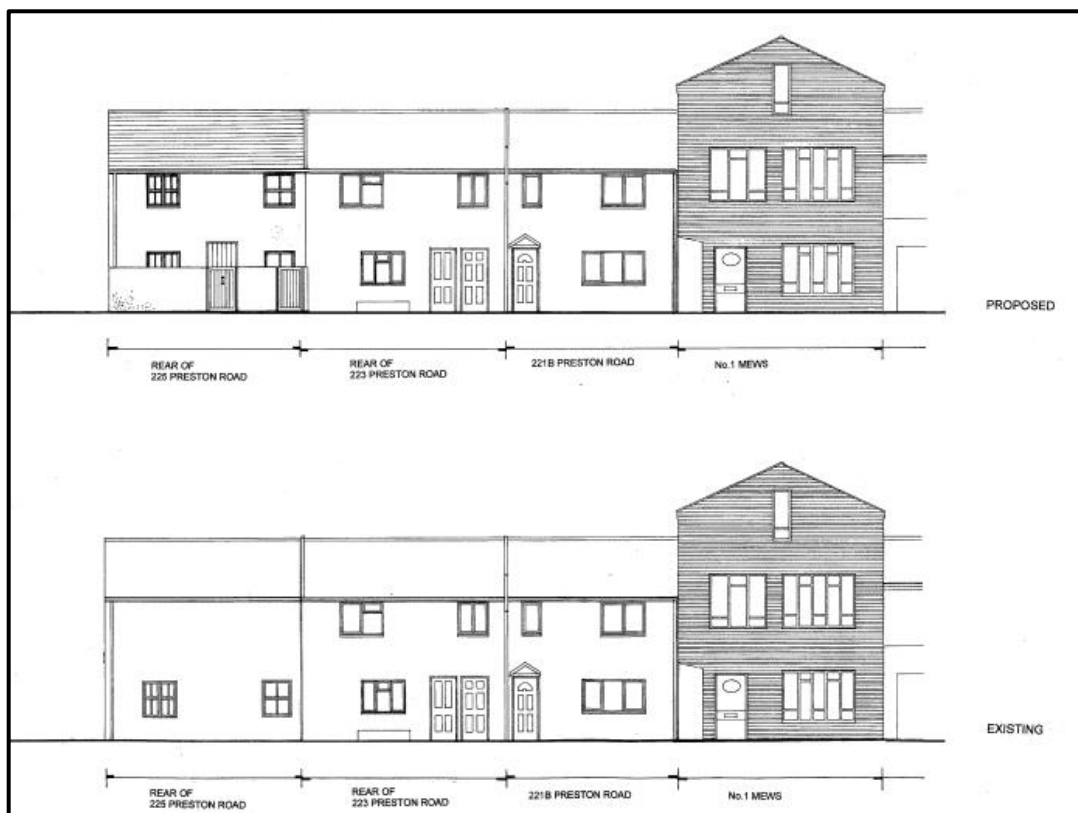 PROPOSED
REAR OF
225 PRESTON ROAD
REAR OF
223 PRESTON ROAD
221B PRESTON ROAD
No.1 MEWS
EXISTING
REAR OF
225 PRESTON ROAD
REAR OF
223 PRESTON ROAD
221B PRESTON ROAD
No.1 MEWS